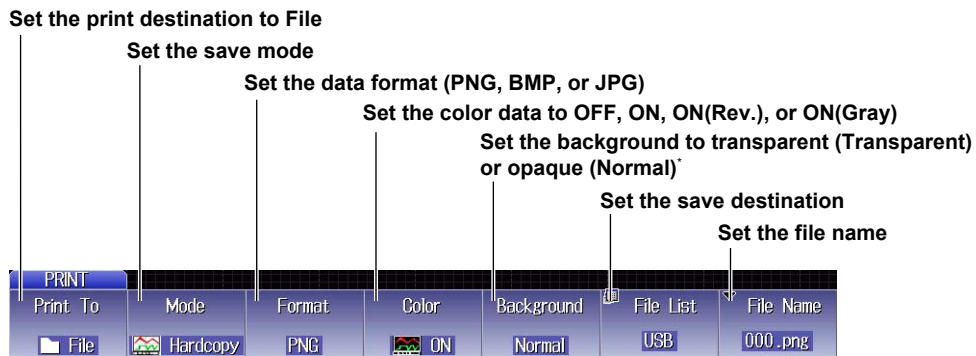 Set the print destination to File
Set the save mode
Set the data format (PNG, BMP, or JPG)
Set the color data to OFF, ON, ON(Rev.), or ON(Gray)
Set the background to transparent (Transparent)
or opaque (Normal)*
Set the save destination
Set the file name
PRINT
Print To Mode Format Color Background File List File Name
File Hardcopy PNG ON Normal USB 000.png